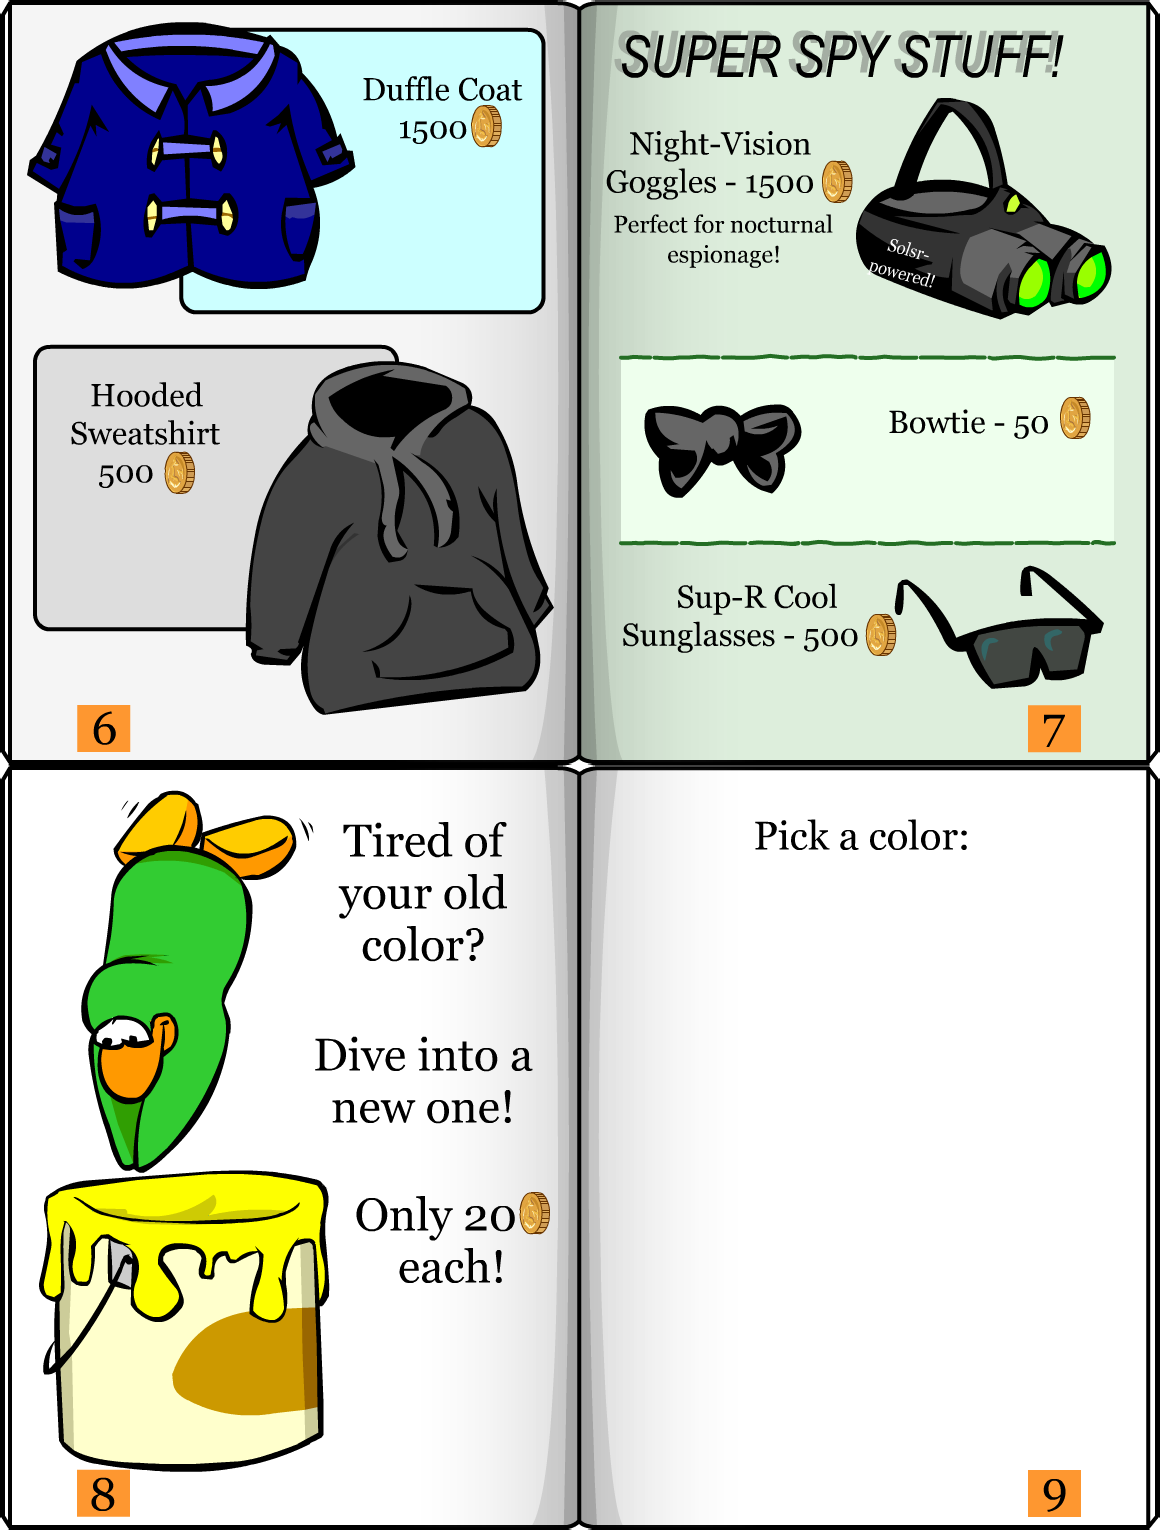 Duffle Coat
1500
Hooded
Sweatshirt
500
6
SUPER SPY STUFF!
Night-Vision
Goggles - 1500
Perfect for nocturnal
espionage!
Solsr-
powered!
Bowtie - 50
Sup-R Cool
Sunglasses - 500
7
Tired of
your old
color?
Dive into a
new one!
Only 20
each!
8
Pick a color:
9